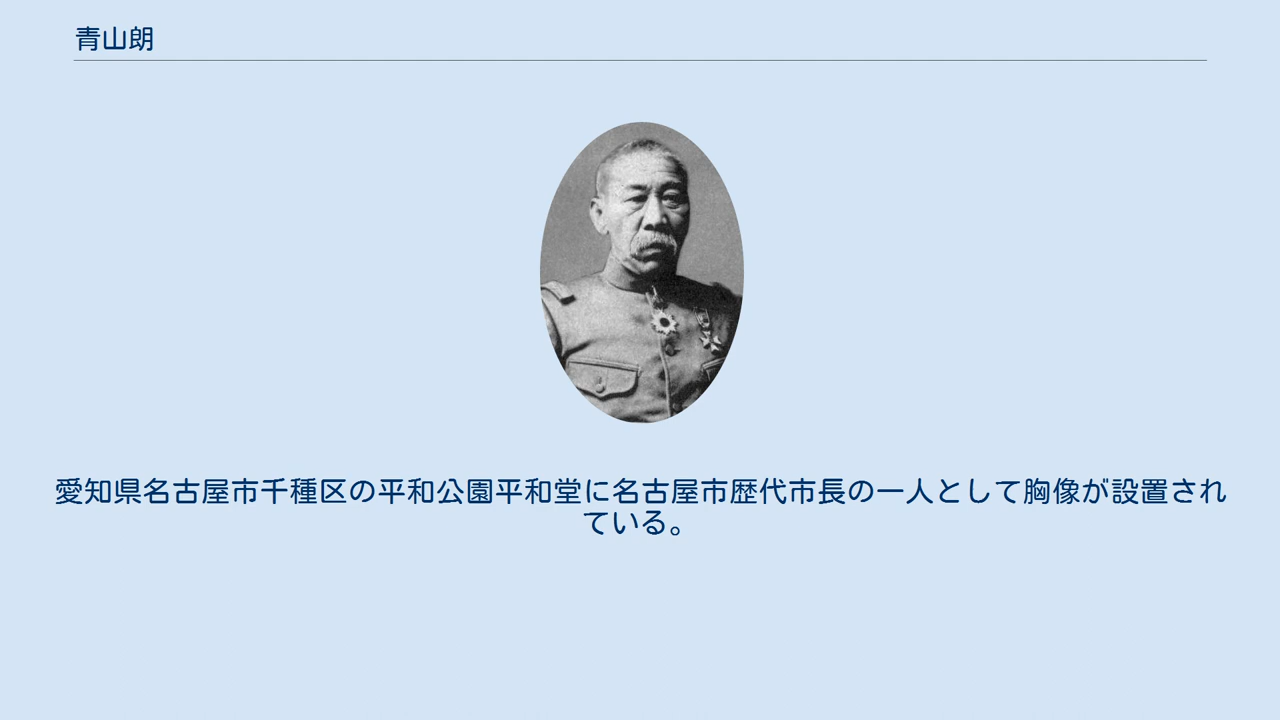 青山朗
愛知県名古屋市千種区の平和公園平和堂に名古屋市歴代市長の一人として胸像が設置され
ている。